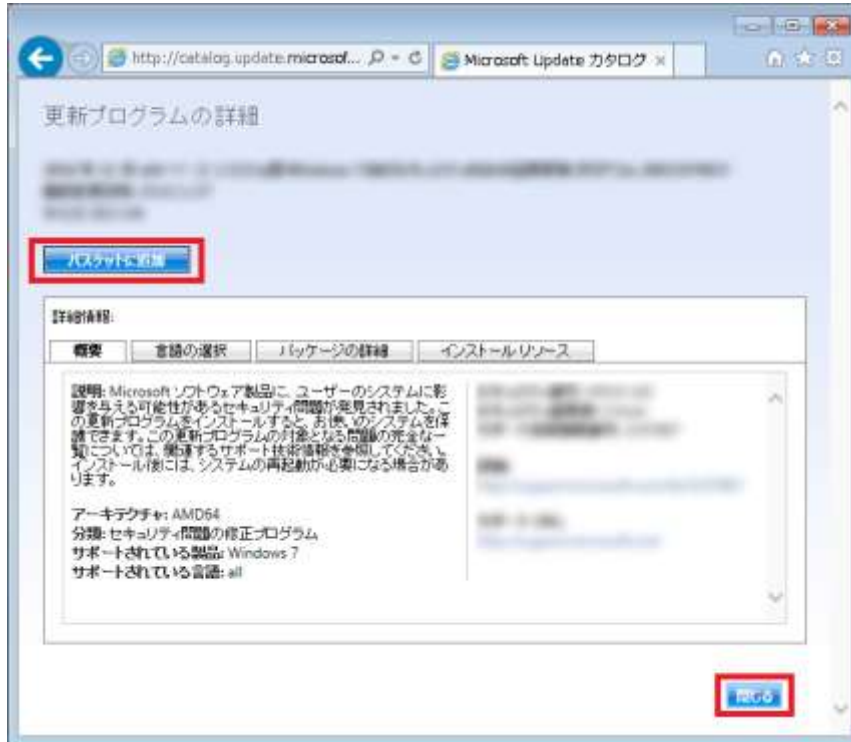 http://catalog.update.microsof...
Microsoft Update カタログ
更新プログラムの詳細
バスケットに追加
詳細情報:
概要
言語の選択
パッケージの詳細
インストール リソース
説明: Microsoft ソフトウェア製品に、ユーザーのシステムに影
響を与える可能性があるセキュリティ問題が発見されました。こ
の更新プログラムをインストールすると、お使いのシステムを保
護できます。この更新プログラムの対象となる問題の完全な一
覧については、関連するサポート技術情報を参照してください。
インストール後には、システムの再起動が必要になる場合があ
ります。
アーキテクチャ: AMD64
分類: セキュリティ問題の修正プログラム
サポートされている製品: Windows 7
サポートされている言語: all
閉じる